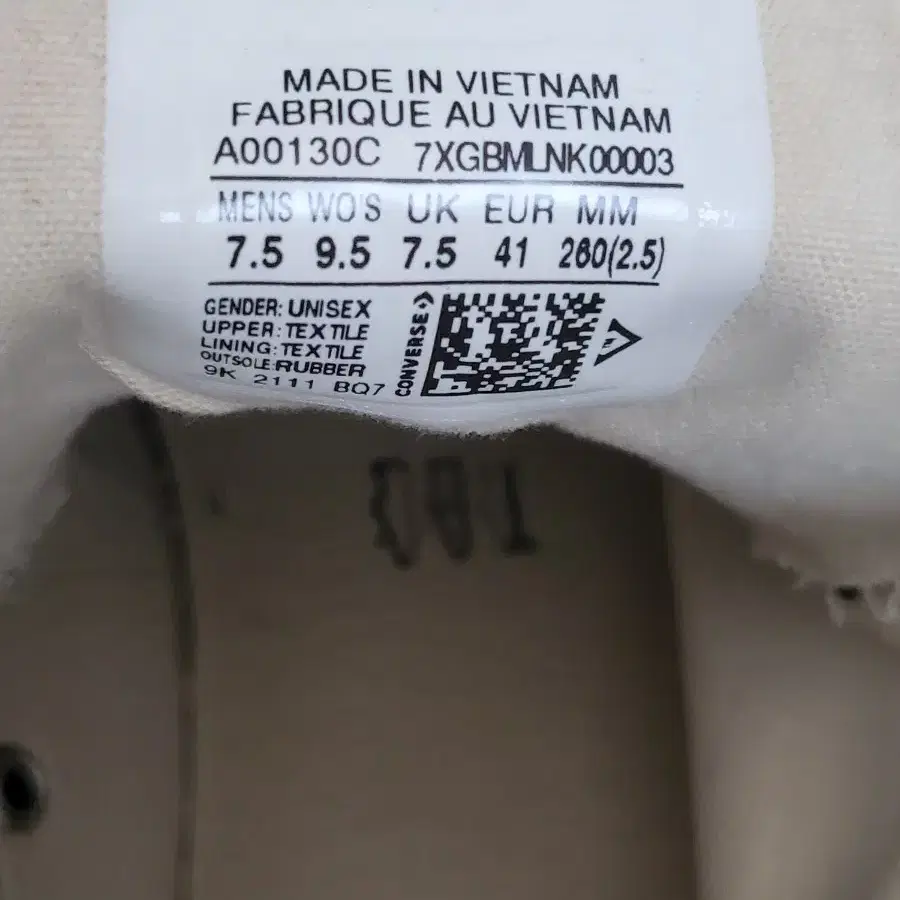 MADE IN VIETNAM
FABRIQUE AU VIETNAM
A00130C 7XGBMLNK00003
MENS WO'S UK EUR MM
7.5 9.5 7.5 41 260(2.5)
GENDER: UNISEX
UPPER: TEXTILE
LINING: TEXTILE
OUTSOLE: RUBBER
9K 2111 BQ7
CONVERSE